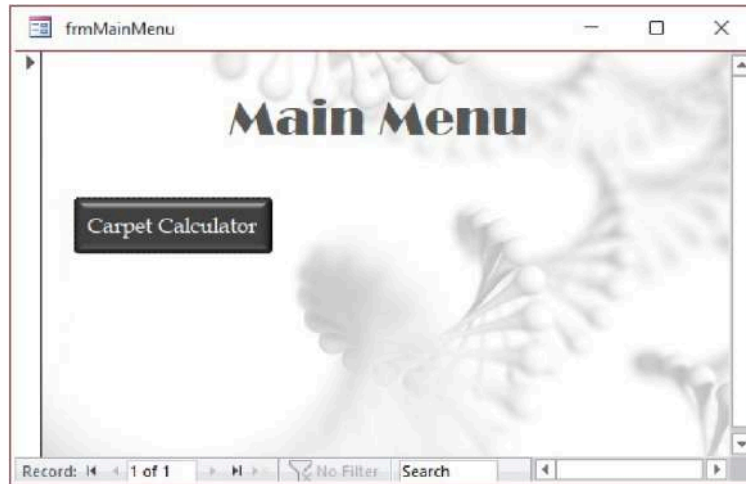 frmMainMenu
Main Menu
Carpet Calculator
Record: 1 of 1 No Filter Search